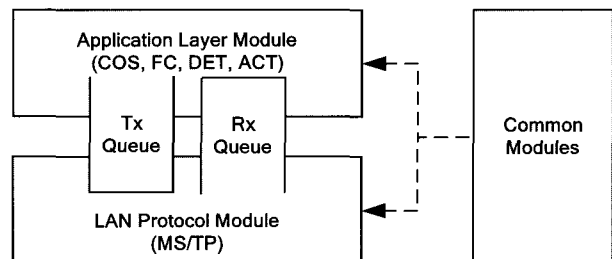 Application Layer Module
(COS, FC, DET, ACT)
Tx
Queue
Rx
Queue
Common
Modules
LAN Protocol Module
(MS/TP)